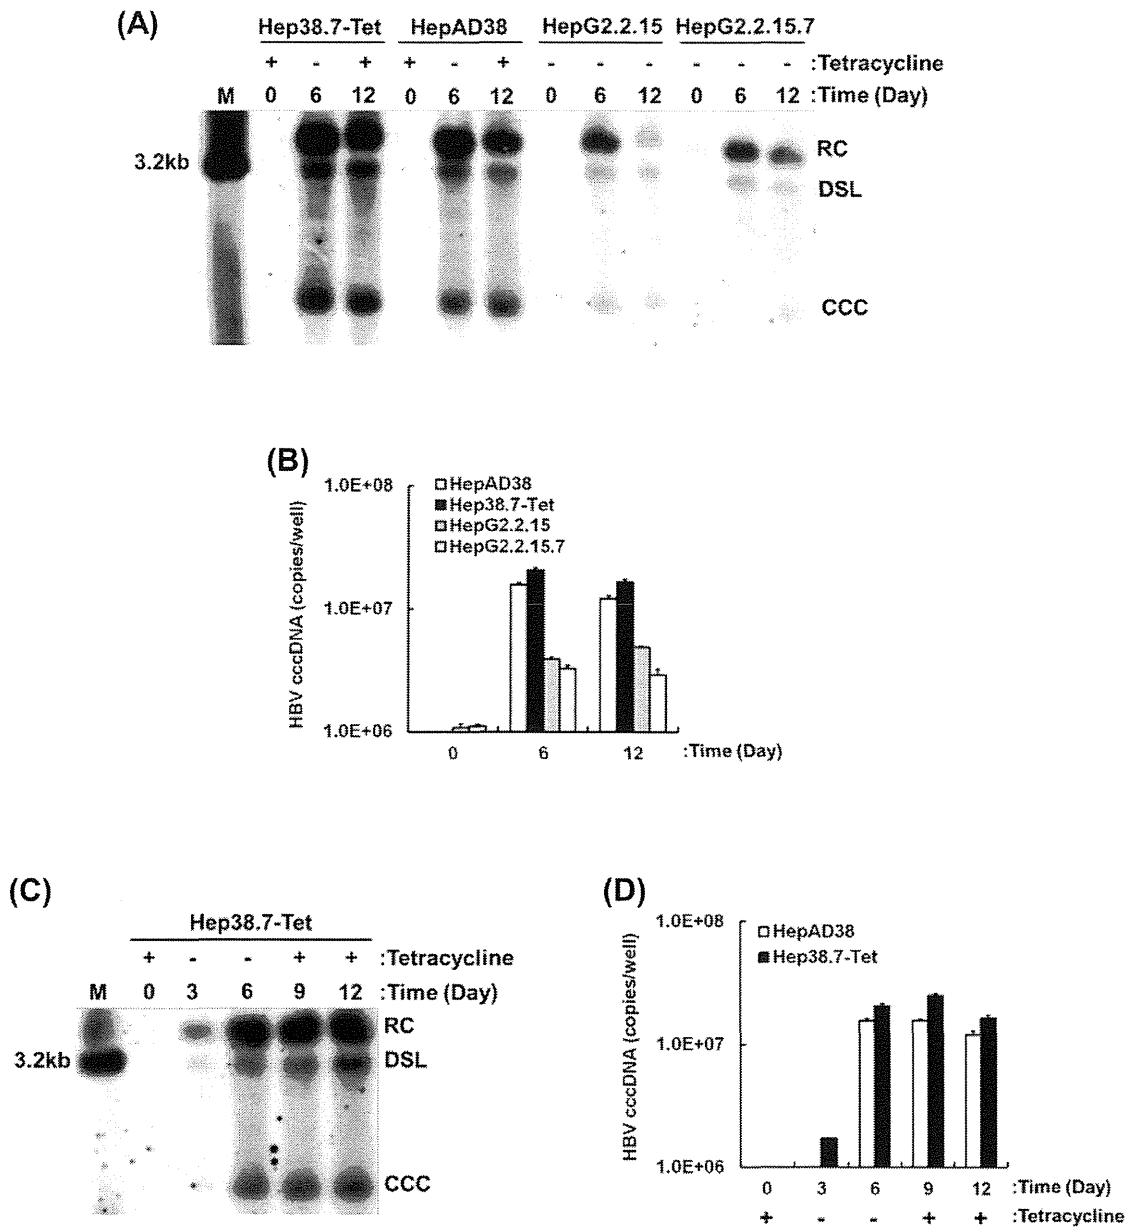 (A)
Hep38.7-Tet HepAD38 HepG2.2.15 HepG2.2.15.7
+ - + + - + - - - - - - :Tetracycline
M 0 6 12 0 6 12 0 6 12 0 6 12 :Time (Day)
3.2kb
RC
DSL
CCC
(B)
HBV cccDNA (copies/well)
1.0E+08
1.0E+07
1.0E+06
HepAD38
Hep38.7-Tet
HepG2.2.15
HepG2.2.15.7
0 6 12 :Time (Day)
(C)
Hep38.7-Tet
+ - - + + :Tetracycline
M 0 3 6 9 12 :Time (Day)
3.2kb
RC
DSL
CCC
(D)
HBV cccDNA (copies/well)
1.0E+08
1.0E+07
1.0E+06
HepAD38
Hep38.7-Tet
0 3 6 9 12 :Time (Day)
+ - - + + :Tetracycline